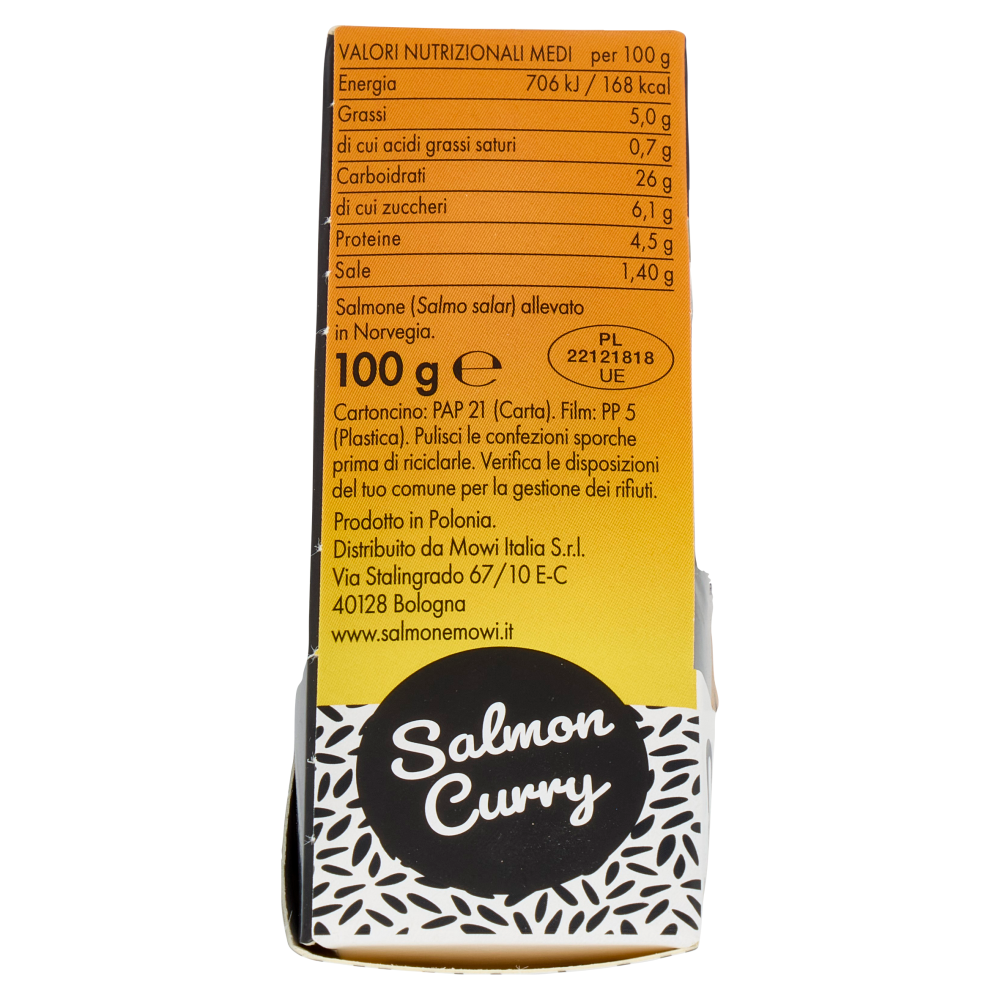 VALORI NUTRIZIONALI MEDI per 100 g
Energia 706 kJ / 168 kcal
Grassi 5,0 g
di cui acidi grassi saturi 0,7 g
Carboidrati 26 g
di cui zuccheri 6,1 g
Proteine 4,5 g
Sale 1,40 g
Salmone (Salmo salar) allevato
in Norvegia.
100 g ℮
PL
22121818
UE
Cartoncino: PAP 21 (Carta). Film: PP 5
(Plastica). Pulisci le confezioni sporche
prima di riciclarle. Verifica le disposizioni
del tuo comune per la gestione dei rifiuti.
Prodotto in Polonia.
Distribuito da Mowi Italia S.r.l.
Via Stalingrado 67/10 E-C
40128 Bologna
www.salmonemowi.it
Salmon
Curry